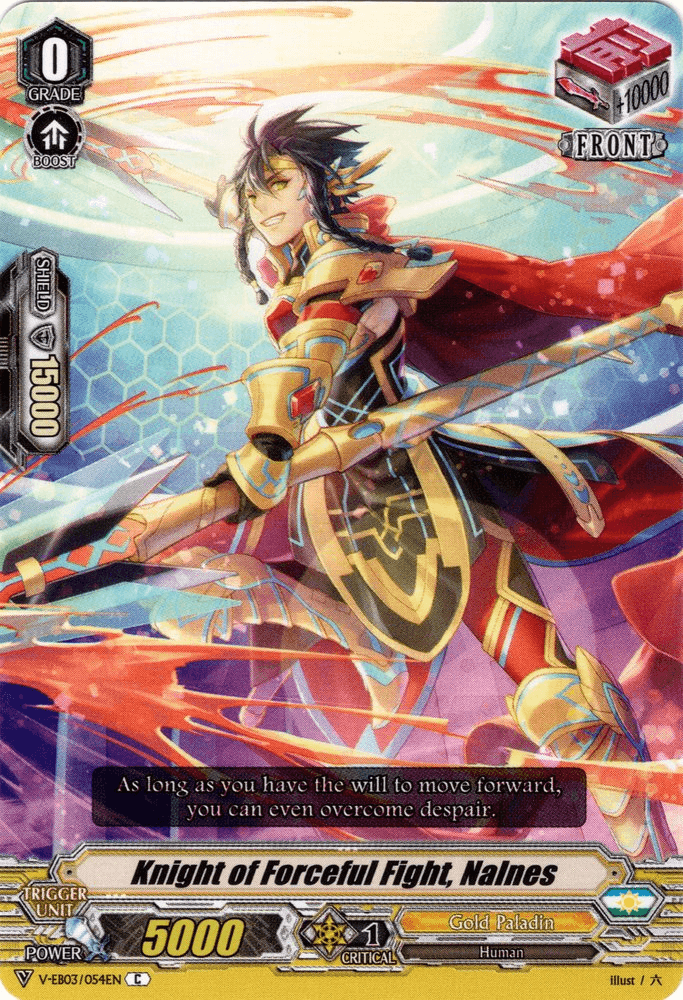 0
GRADE
BOOST
前
+10000
FRONT
SHIELD
15000
As long as you have the will to move forward,
you can even overcome despair.
Knight of Forceful Fight, Nalnes
TRIGGER
UNIT
POWER
5000
1
CRITICAL
Gold Paladin
Human
V-EB03/054EN C
illust / 六